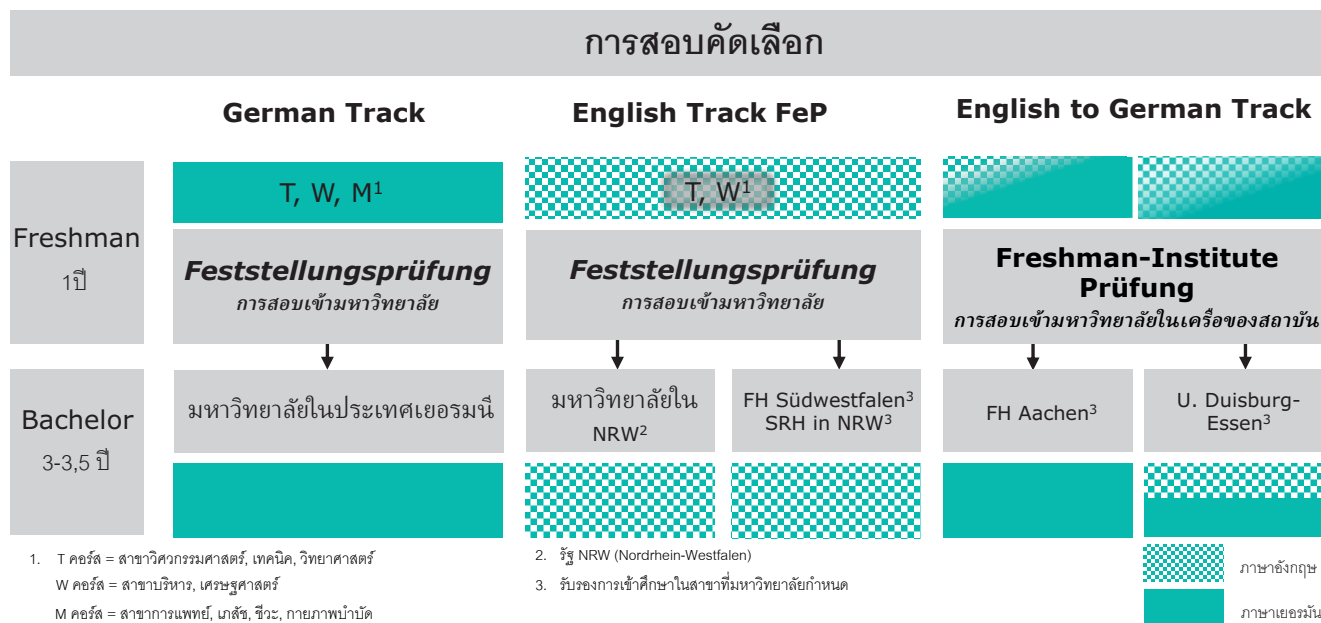 การสอบคัดเลือก
German Track
English Track FeP
English to German Track
Freshman
1ปี
T, W, M¹
T, W¹
Feststellungsprüfung
การสอบเข้ามหาวิทยาลัย
Feststellungsprüfung
การสอบเข้ามหาวิทยาลัย
Freshman-Institute
Prüfung
การสอบเข้ามหาวิทยาลัยในเครือของสถาบัน
Bachelor
3-3,5 ปี
มหาวิทยาลัยในประเทศเยอรมนี
มหาวิทยาลัยใน
NRW²
FH Südwestfalen³
SRH in NRW³
FH Aachen³
U. Duisburg-
Essen³
1. T คอร์ส = สาขาวิศวกรรมศาสตร์, เทคนิค, วิทยาศาสตร์
W คอร์ส = สาขาบริหาร, เศรษฐศาสตร์
M คอร์ส = สาขาการแพทย์, เภสัช, ชีวะ, กายภาพบำบัด
2. รัฐ NRW (Nordrhein-Westfalen)
3. รับรองการเข้าศึกษาในสาขาที่มหาวิทยาลัยกำหนด
ภาษาอังกฤษ
ภาษาเยอรมัน